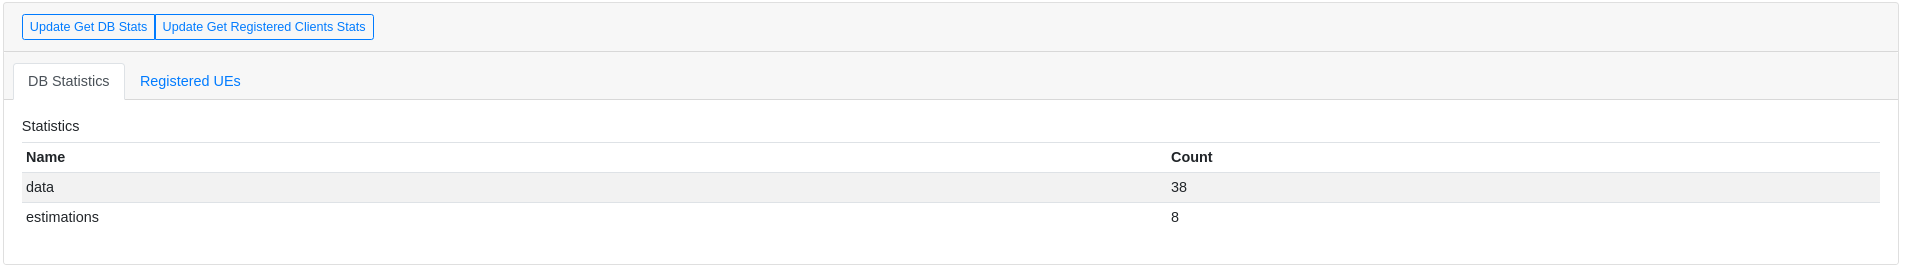 Update Get DB Stats Update Get Registered Clients Stats
DB Statistics Registered UEs
Statistics
Name Count
data 38
estimations 8